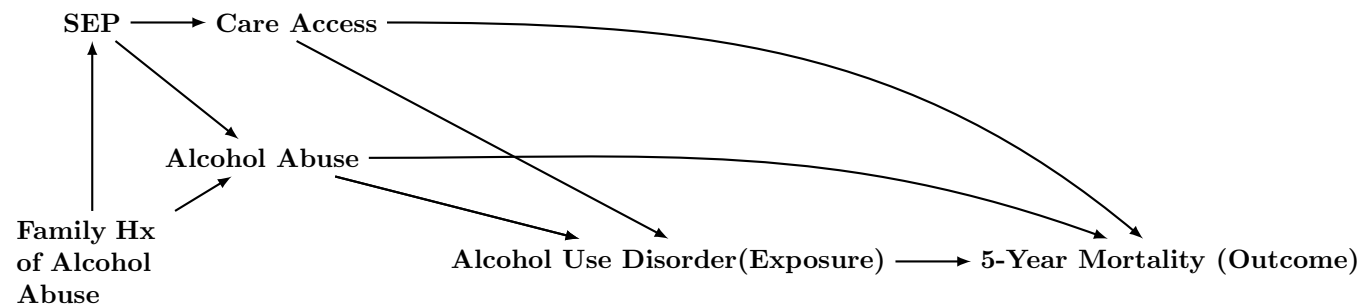 SEP
Care Access
Alcohol Abuse
Family Hx
of Alcohol
Abuse
Alcohol Use Disorder(Exposure)
5-Year Mortality (Outcome)